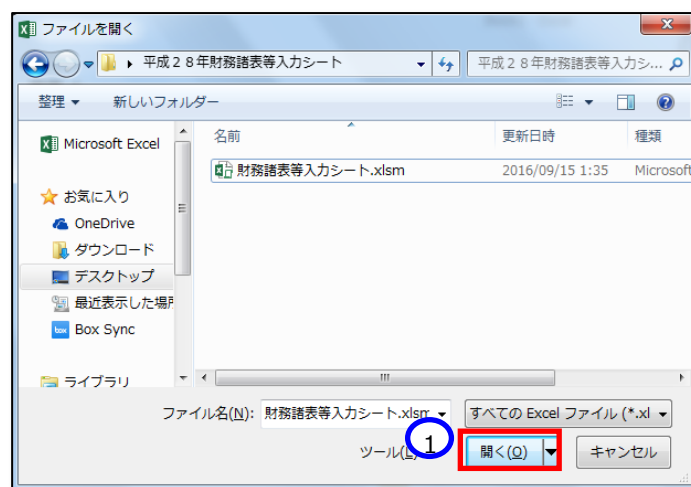 ファイルを開く
平成２８年財務諸表等入力シート
平成２８年財務諸表等入力シ...
整理 新しいフォルダー
Microsoft Excel
お気に入り
OneDrive
ダウンロード
デスクトップ
最近表示した場所
Box Sync
ライブラリ
名前 更新日時 種類
財務諸表等入力シート.xlsm 2016/09/15 1:35 Microsoft
ファイル名(N): 財務諸表等入力シート.xlsm すべての Excel ファイル (*.xl
ツール(L) 1 開く(O) キャンセル